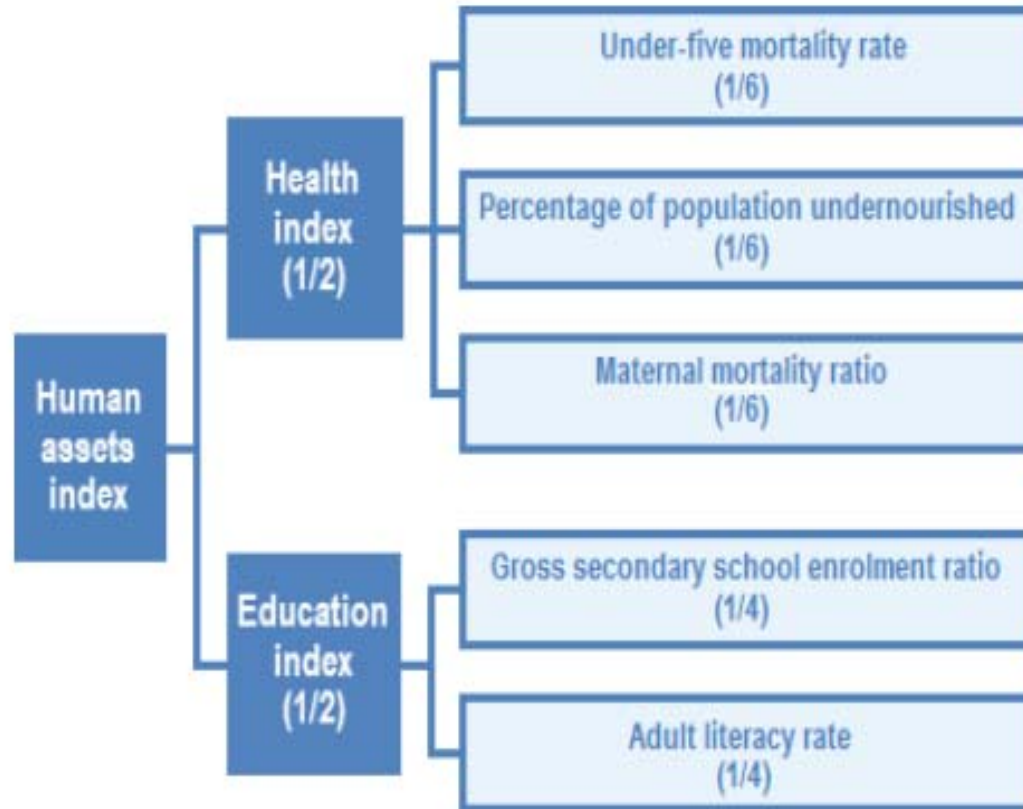 Human
assets
index
Health
index
(1/2)
Under-five mortality rate
(1/6)
Percentage of population undernourished
(1/6)
Maternal mortality ratio
(1/6)
Education
index
(1/2)
Gross secondary school enrolment ratio
(1/4)
Adult literacy rate
(1/4)